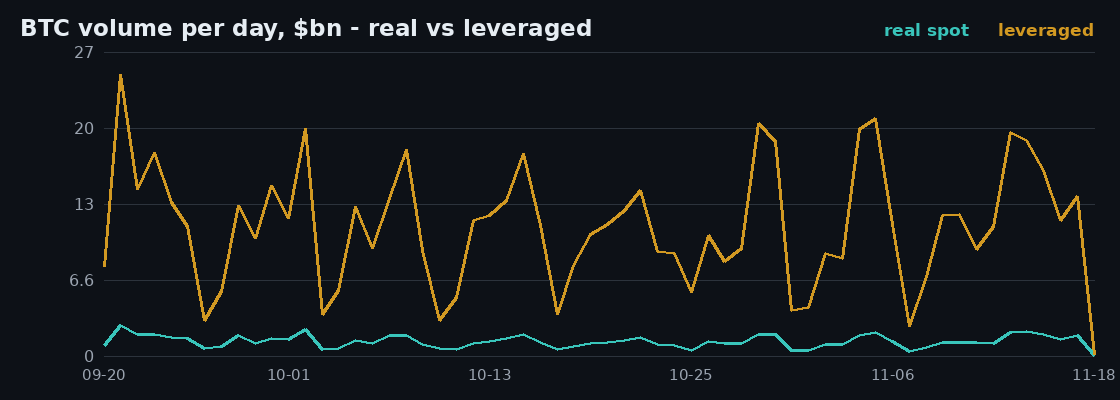 BTC volume per day, $bn - real vs leveraged
real spot leveraged
27
20
13
6.6
0
09-20 10-01 10-13 10-25 11-06 11-18